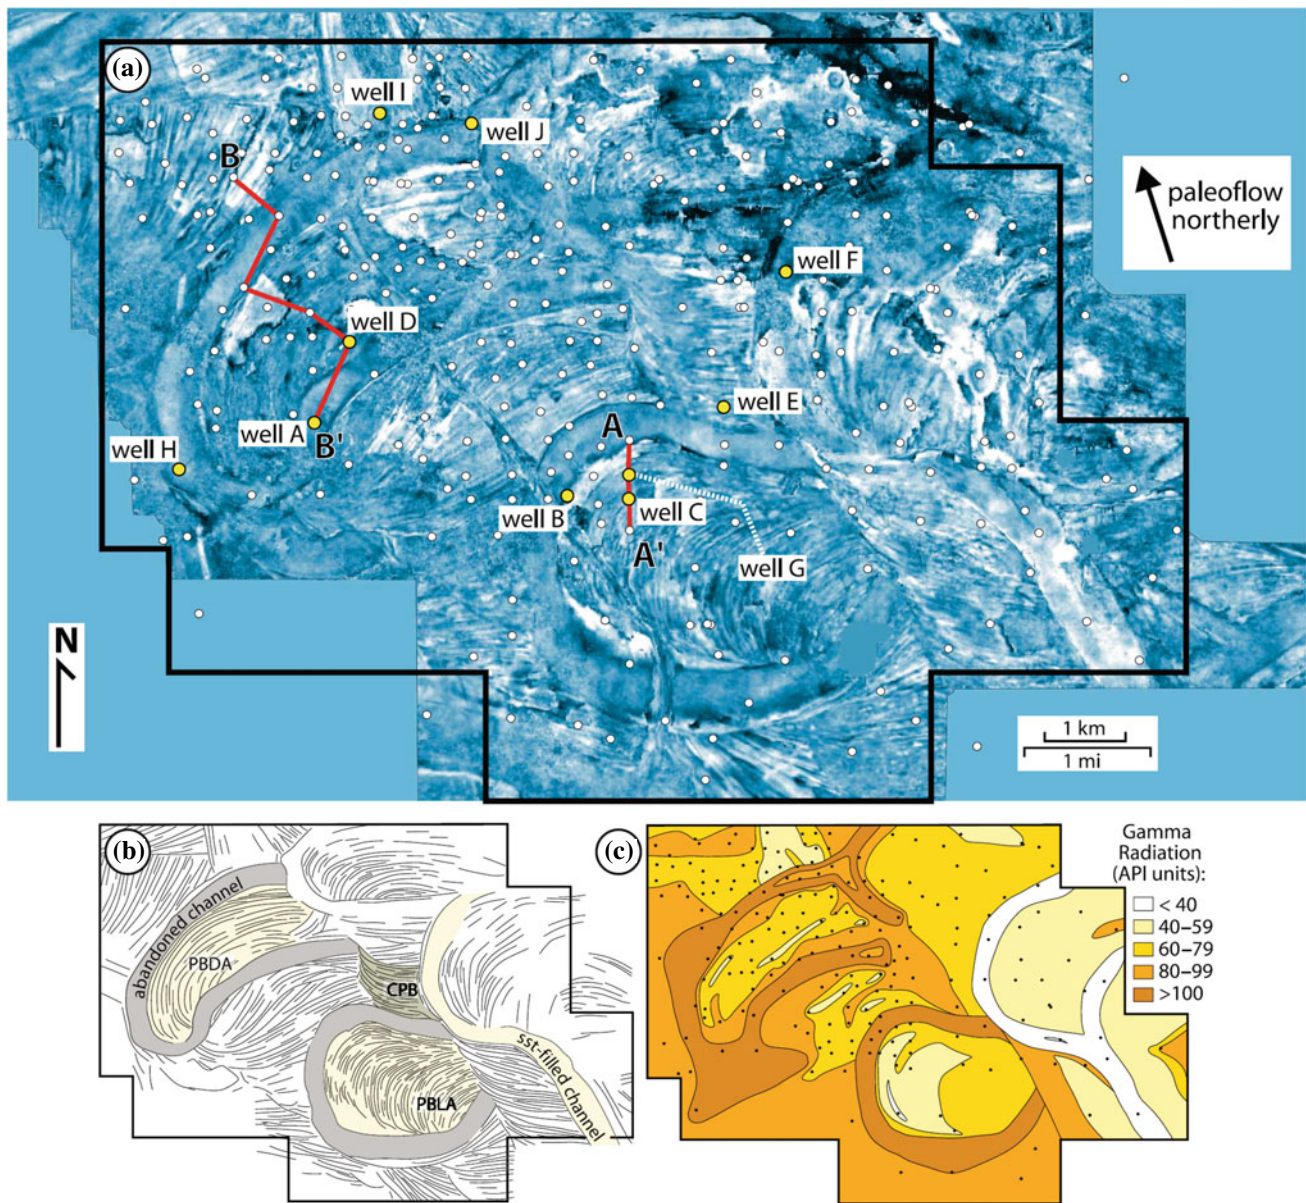 (a)
well I
well J
B
paleoflow
northerly
well F
well D
well E
A
well A
B'
well H
well B
well C
A'
well G
N
1 km
1 mi
(b)
abandoned channel
PBDA
CPB
PBLA
sst-filled channel
(c)
Gamma
Radiation
(API units):
< 40
40–59
60–79
80–99
>100